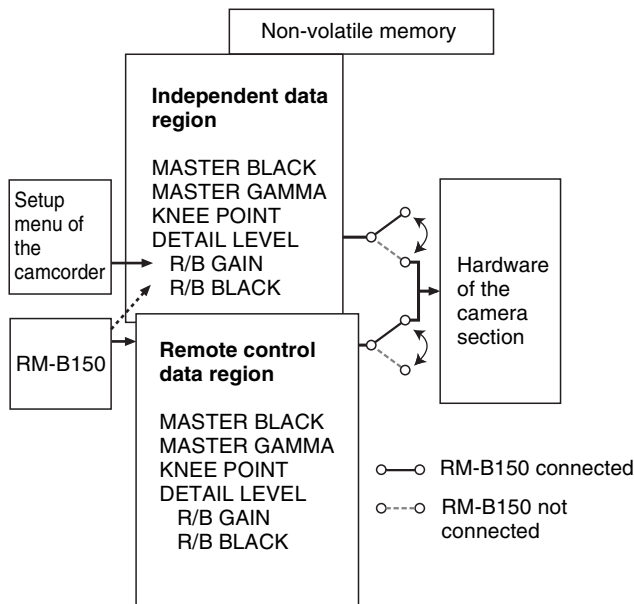 Non-volatile memory
Independent data
region
MASTER BLACK
MASTER GAMMA
KNEE POINT
DETAIL LEVEL
R/B GAIN
R/B BLACK
Setup
menu of
the
camcorder
RM-B150
Remote control
data region
MASTER BLACK
MASTER GAMMA
KNEE POINT
DETAIL LEVEL
R/B GAIN
R/B BLACK
Hardware
of the
camera
section
RM-B150 connected
RM-B150 not
connected